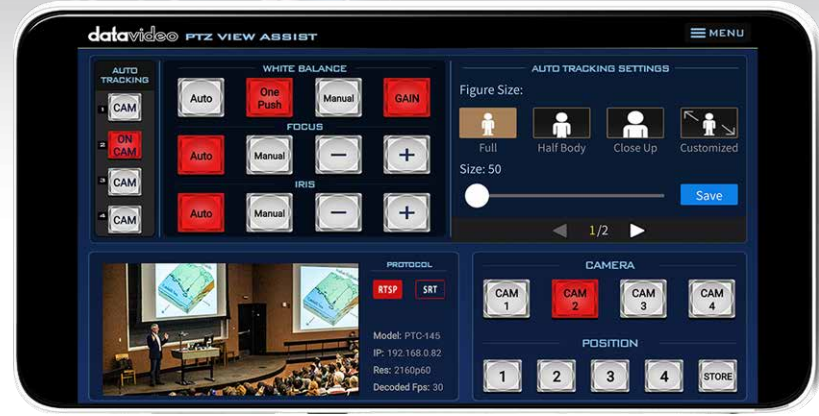 datavideo PTZ VIEW ASSIST
MENU
AUTO TRACKING
1 CAM
2 ON CAM
3 CAM
4 CAM
WHITE BALANCE
Auto
One Push
Manual
GAIN
FOCUS
Auto
Manual
−
+
IRIS
Auto
Manual
−
+
AUTO TRACKING SETTINGS
Figure Size:
Full
Half Body
Close Up
Customized
Size: 50
Save
1/2
PROTOCOL
RTSP
SRT
Model: PTC-145
IP: 192.168.0.82
Res: 2160p60
Decoded Fps: 30
CAMERA
CAM 1
CAM 2
CAM 3
CAM 4
POSITION
1
2
3
4
STORE